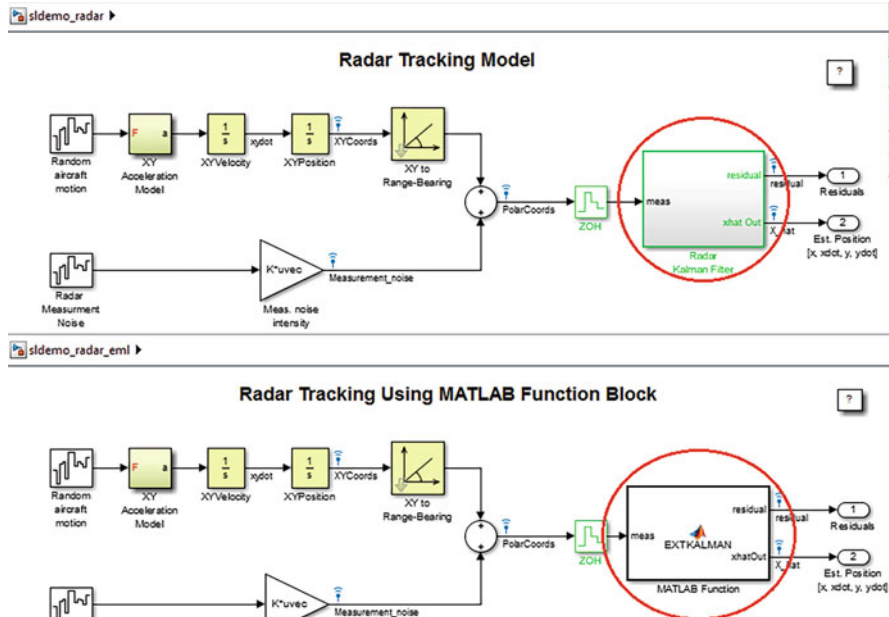 sldemo_radar
Radar Tracking Model
?
Random
aircraft
motion
F a
XY
Acceleration
Model
1
s
XYVelocity
xydot
1
s
XYPosition
XYCoords
XY to
Range-Bearing
+
+
PolarCoords
ZOH
meas
residual
xhat Out
Radar
Kalman Filter
residual
1
Residuals
X_hat
2
Est. Position
[x, xdot, y, ydot]
Radar
Measurment
Noise
K*uvec
Meas. noise
intensity
Measurement_noise
sldemo_radar_eml
Radar Tracking Using MATLAB Function Block
?
Random
aircraft
motion
F a
XY
Acceleration
Model
1
s
XYVelocity
xydot
1
s
XYPosition
XYCoords
XY to
Range-Bearing
+
+
PolarCoords
ZOH
meas
EXTKALMAN
residual
xhatOut
MATLAB Function
residual
1
Residuals
X_hat
2
Est. Position
[x, xdot, y, ydot]
K*uvec
Measurement_noise